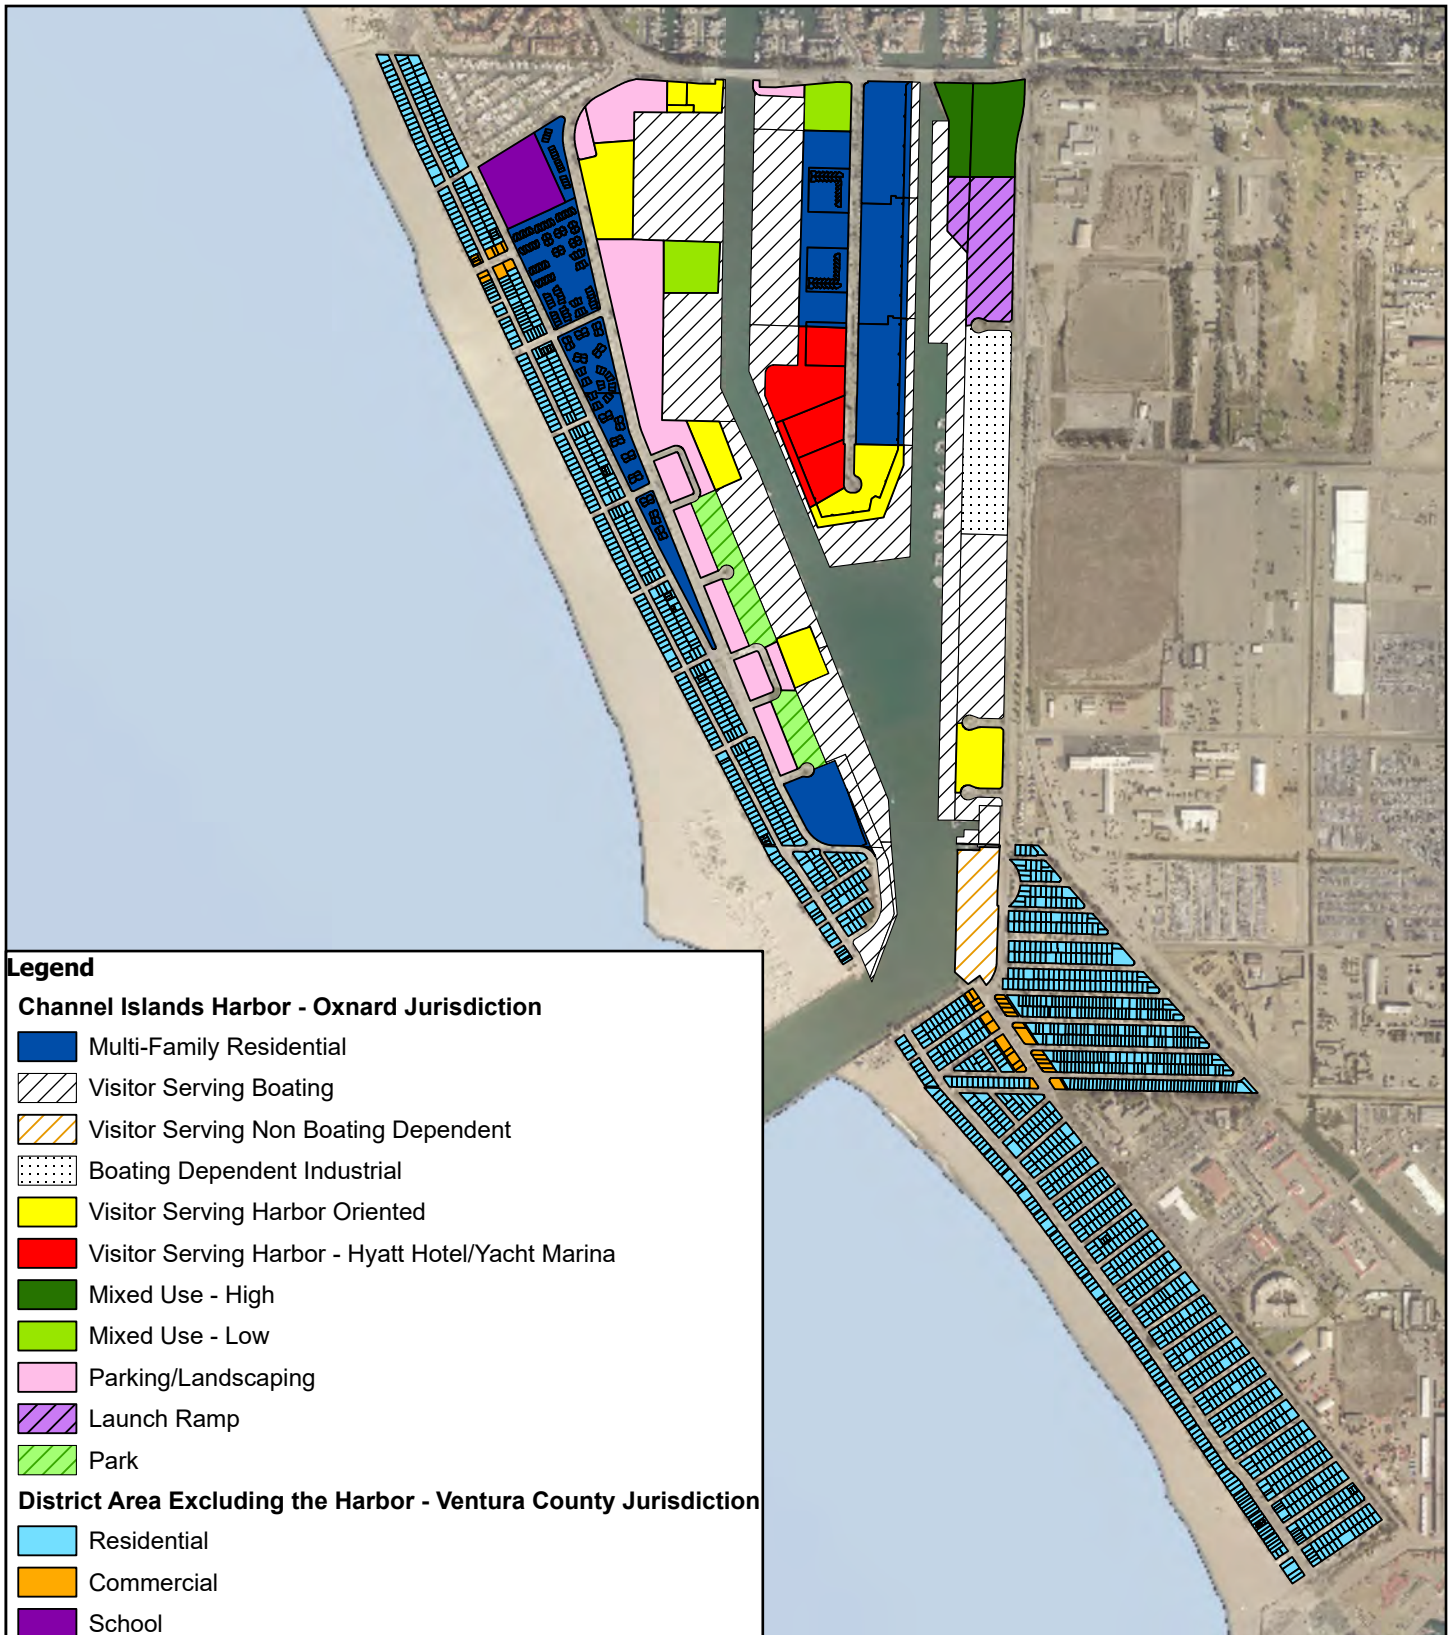 Legend
Channel Islands Harbor - Oxnard Jurisdiction
Multi-Family Residential
Visitor Serving Boating
Visitor Serving Non Boating Dependent
Boating Dependent Industrial
Visitor Serving Harbor Oriented
Visitor Serving Harbor - Hyatt Hotel/Yacht Marina
Mixed Use - High
Mixed Use - Low
Parking/Landscaping
Launch Ramp
Park
District Area Excluding the Harbor - Ventura County Jurisdiction
Residential
Commercial
School